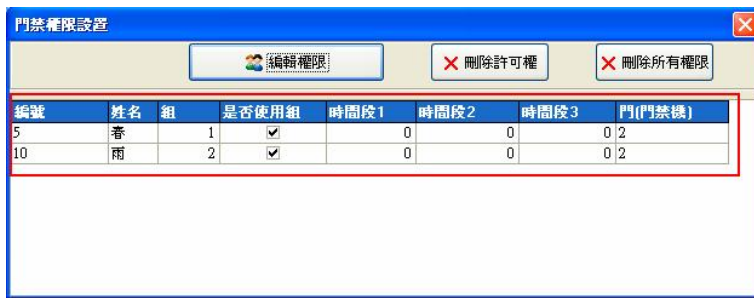 門禁權限設置
編輯權限 刪除許可權 刪除所有權限
編號 姓名 組 是否使用組 時間段1 時間段2 時間段3 門(門禁機)
5 春 1 0 0 0 2
10 雨 2 0 0 0 2